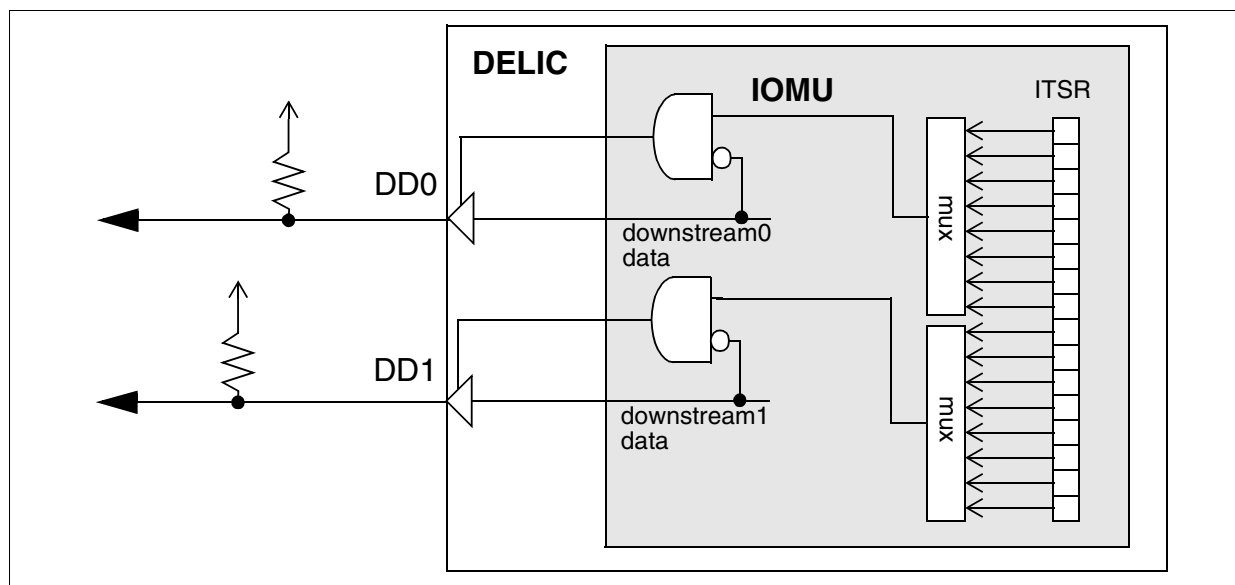 DELIC
IOMU
ITSR
DD0
mux
downstream0
data
DD1
mux
downstream1
data